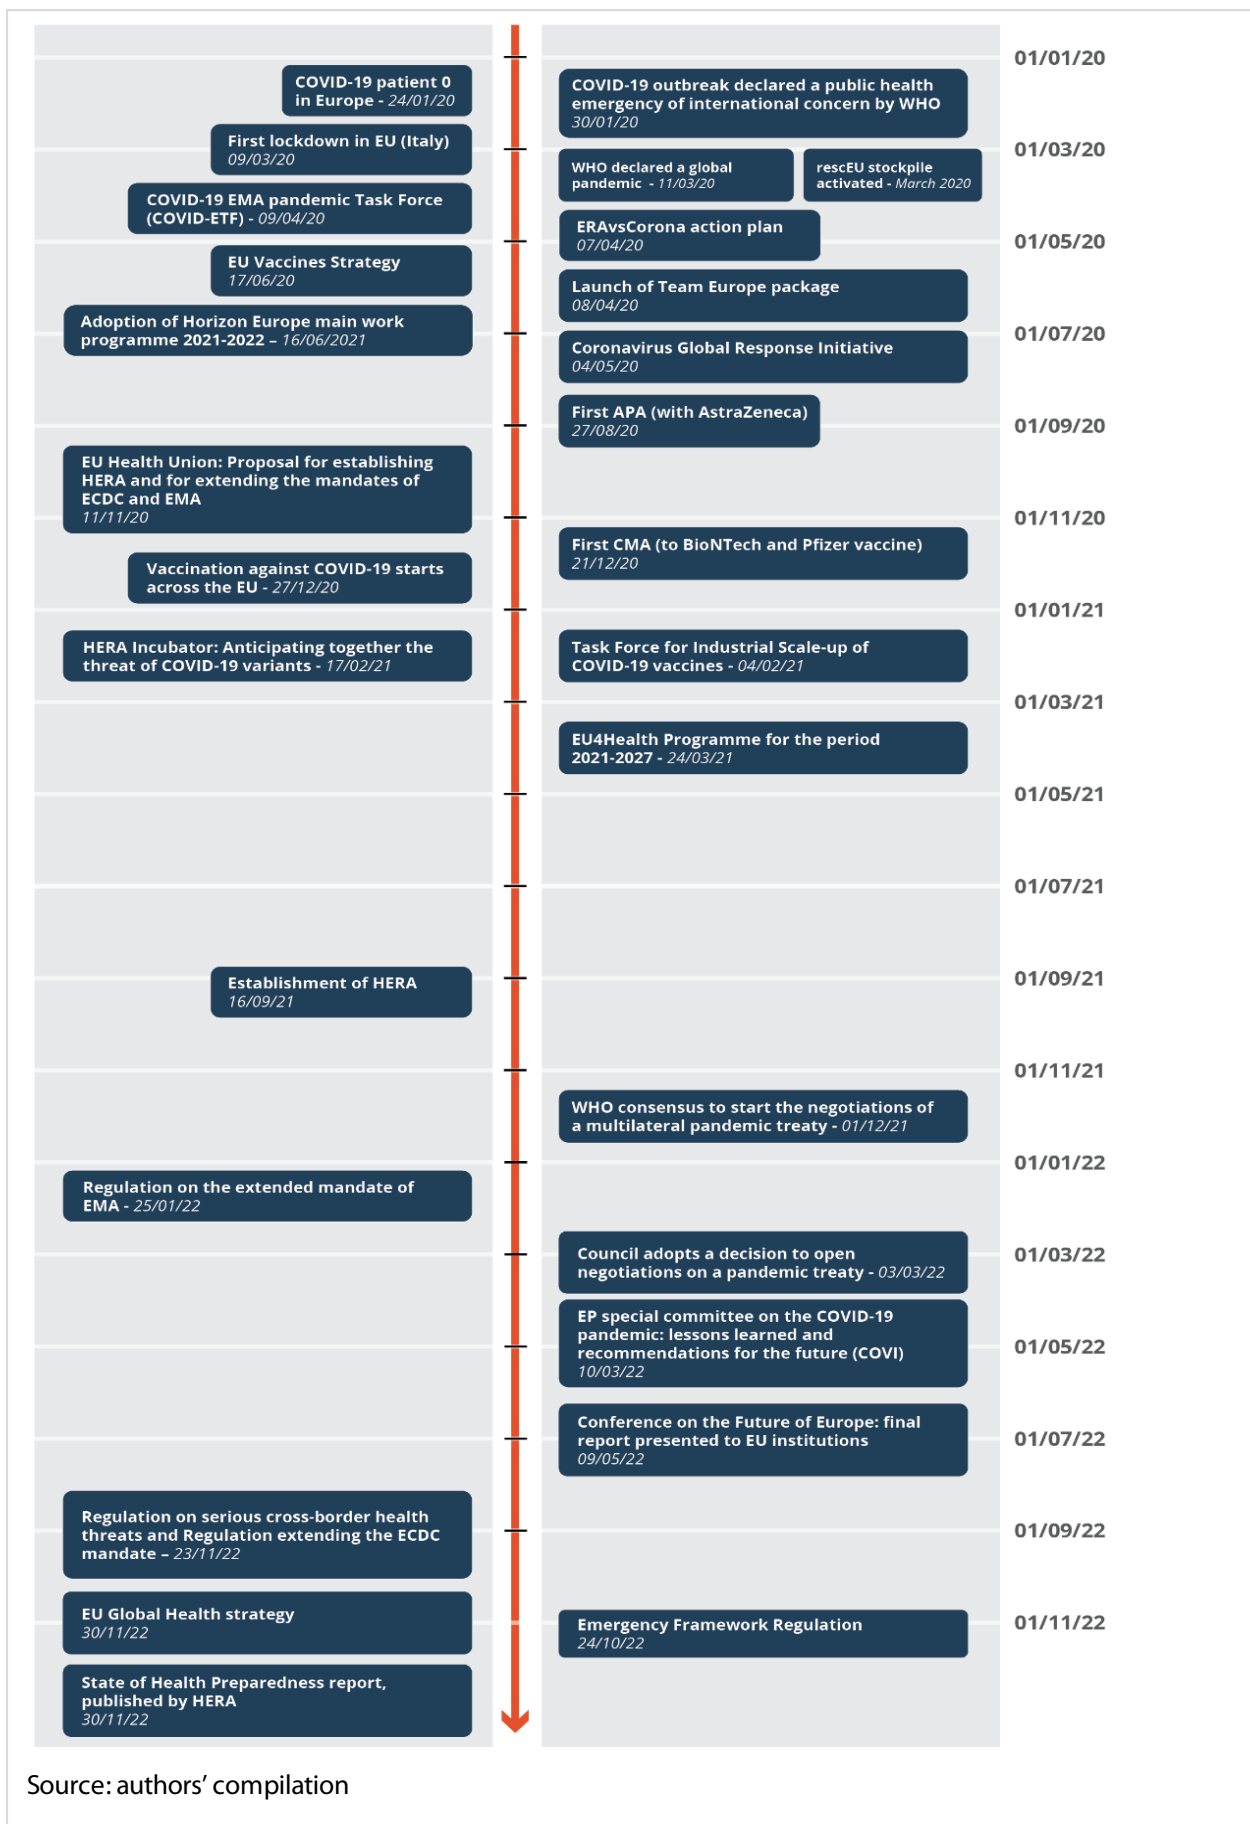 01/01/20
COVID-19 patient 0
in Europe - 24/01/20
COVID-19 outbreak declared a public health
emergency of international concern by WHO
30/01/20
First lockdown in EU (Italy)
09/03/20
01/03/20
WHO declared a global
pandemic - 11/03/20
rescEU stockpile
activated - March 2020
COVID-19 EMA pandemic Task Force
(COVID-ETF) - 09/04/20
ERAvsCorona action plan
07/04/20
01/05/20
EU Vaccines Strategy
17/06/20
Launch of Team Europe package
08/04/20
Adoption of Horizon Europe main work
programme 2021-2022 – 16/06/2021
01/07/20
Coronavirus Global Response Initiative
04/05/20
First APA (with AstraZeneca)
27/08/20
01/09/20
EU Health Union: Proposal for establishing
HERA and for extending the mandates of
ECDC and EMA
11/11/20
01/11/20
First CMA (to BioNTech and Pfizer vaccine)
21/12/20
Vaccination against COVID-19 starts
across the EU - 27/12/20
01/01/21
HERA Incubator: Anticipating together the
threat of COVID-19 variants - 17/02/21
Task Force for Industrial Scale-up of
COVID-19 vaccines - 04/02/21
01/03/21
EU4Health Programme for the period
2021-2027 - 24/03/21
01/05/21
01/07/21
Establishment of HERA
16/09/21
01/09/21
01/11/21
WHO consensus to start the negotiations of
a multilateral pandemic treaty - 01/12/21
01/01/22
Regulation on the extended mandate of
EMA - 25/01/22
Council adopts a decision to open
negotiations on a pandemic treaty - 03/03/22
01/03/22
EP special committee on the COVID-19
pandemic: lessons learned and
recommendations for the future (COVI)
10/03/22
01/05/22
Conference on the Future of Europe: final
report presented to EU institutions
09/05/22
01/07/22
Regulation on serious cross-border health
threats and Regulation extending the ECDC
mandate – 23/11/22
01/09/22
EU Global Health strategy
30/11/22
Emergency Framework Regulation
24/10/22
01/11/22
State of Health Preparedness report,
published by HERA
30/11/22
Source: authors’ compilation